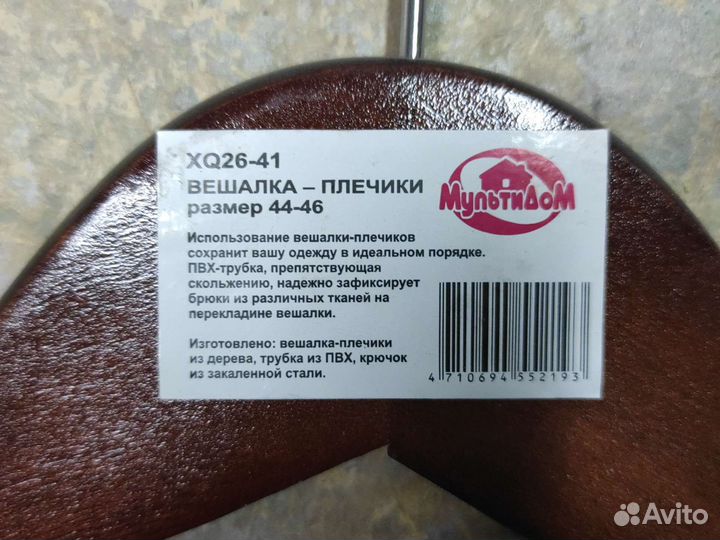 XQ26-41
ВЕШАЛКА – ПЛЕЧИКИ
размер 44-46
МультиДоМ
Использование вешалки-плечиков
сохранит вашу одежду в идеальном порядке.
ПВХ-трубка, препятствующая
скольжению, надежно зафиксирует
брюки из различных тканей на
перекладине вешалки.
Изготовлено: вешалка-плечики
из дерева, трубка из ПВХ, крючок
из закаленной стали.
4 710694 552193
Avito